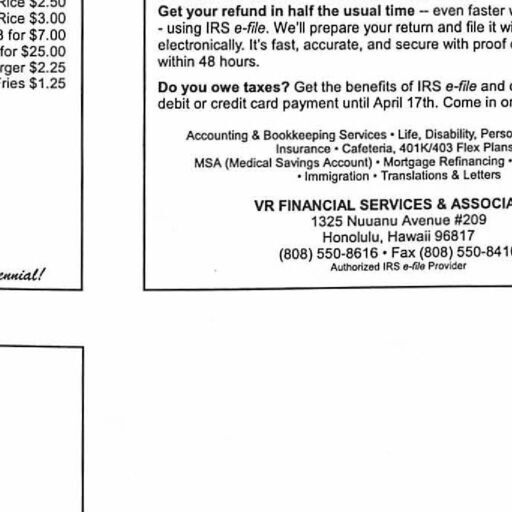 Rice $2.50
Rice $3.00
3 for $7.00
for $25.00
rger $2.25
ries $1.25
ennial!
Get your refund in half the usual time -- even faster
- using IRS e-file. We'll prepare your return and file it
electronically. It's fast, accurate, and secure with proof
within 48 hours.
Do you owe taxes? Get the benefits of IRS e-file and
debit or credit card payment until April 17th. Come in or
Accounting & Bookkeeping Services • Life, Disability, Perso
Insurance • Cafeteria, 401K/403 Flex Plans
MSA (Medical Savings Account) • Mortgage Refinancing •
• Immigration • Translations & Letters
VR FINANCIAL SERVICES & ASSOCIA
1325 Nuuanu Avenue #209
Honolulu, Hawaii 96817
(808) 550-8616 • Fax (808) 550-841
Authorized IRS e-file Provider